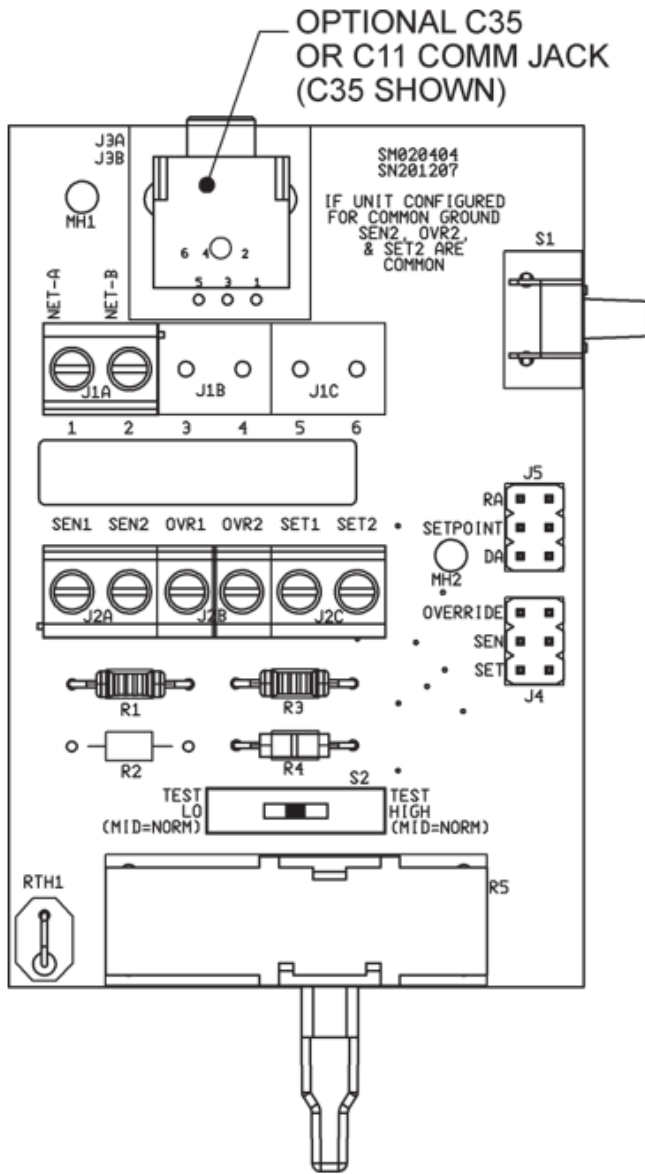 OPTIONAL C35
OR C11 COMM JACK
(C35 SHOWN)
J3A
J3B
MH1
6 4 2
5 3 1
SM020404
SN201207
IF UNIT CONFIGURED
FOR COMMON GROUND
SEN2, OVR2,
& SET2 ARE
COMMON
S1
NET-A
NET-B
J1A
J1B
J1C
1 2 3 4 5 6
SEN1 SEN2 OVR1 OVR2 SET1 SET2
J2A
J2B
J2C
MH2
J5
RA
SETPOINT
DA
OVERRIDE
SEN
SET
J4
R1
R3
R2
R4
S2
TEST
LO
(MID=NORM)
TEST
HIGH
(MID=NORM)
RTH1
R5